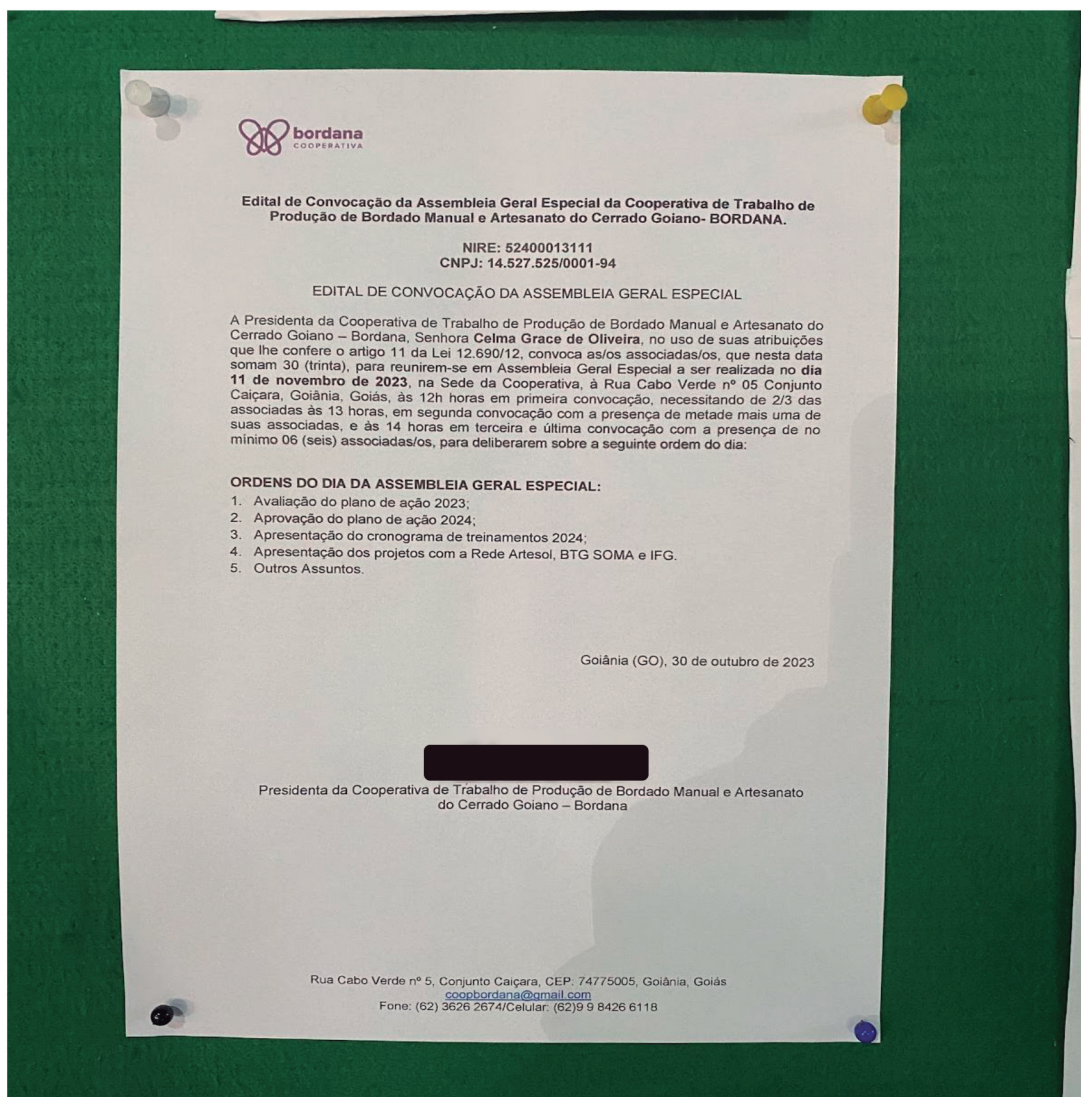 bordana
COOPERATIVA
Edital de Convocação da Assembleia Geral Especial da Cooperativa de Trabalho de
Produção de Bordado Manual e Artesanato do Cerrado Goiano- BORDANA.
NIRE: 52400013111
CNPJ: 14.527.525/0001-94
EDITAL DE CONVOCAÇÃO DA ASSEMBLEIA GERAL ESPECIAL
A Presidenta da Cooperativa de Trabalho de Produção de Bordado Manual e Artesanato do
Cerrado Goiano – Bordana, Senhora Celma Grace de Oliveira, no uso de suas atribuições
que lhe confere o artigo 11 da Lei 12.690/12, convoca as/os associadas/os, que nesta data
somam 30 (trinta), para reunirem-se em Assembleia Geral Especial a ser realizada no dia
11 de novembro de 2023, na Sede da Cooperativa, à Rua Cabo Verde nº 05 Conjunto
Caiçara, Goiânia, Goiás, às 12h horas em primeira convocação, necessitando de 2/3 das
associadas às 13 horas, em segunda convocação com a presença de metade mais uma de
suas associadas, e às 14 horas em terceira e última convocação com a presença de no
mínimo 06 (seis) associadas/os, para deliberarem sobre a seguinte ordem do dia:
ORDENS DO DIA DA ASSEMBLEIA GERAL ESPECIAL:
1. Avaliação do plano de ação 2023;
2. Aprovação do plano de ação 2024;
3. Apresentação do cronograma de treinamentos 2024;
4. Apresentação dos projetos com a Rede Artesol, BTG SOMA e IFG.
5. Outros Assuntos.
Goiânia (GO), 30 de outubro de 2023
Presidenta da Cooperativa de Trabalho de Produção de Bordado Manual e Artesanato
do Cerrado Goiano – Bordana
Rua Cabo Verde nº 5, Conjunto Caiçara, CEP: 74775005, Goiânia, Goiás
coopbordana@gmail.com
Fone: (62) 3626 2674/Celular: (62)9 9 8426 6118